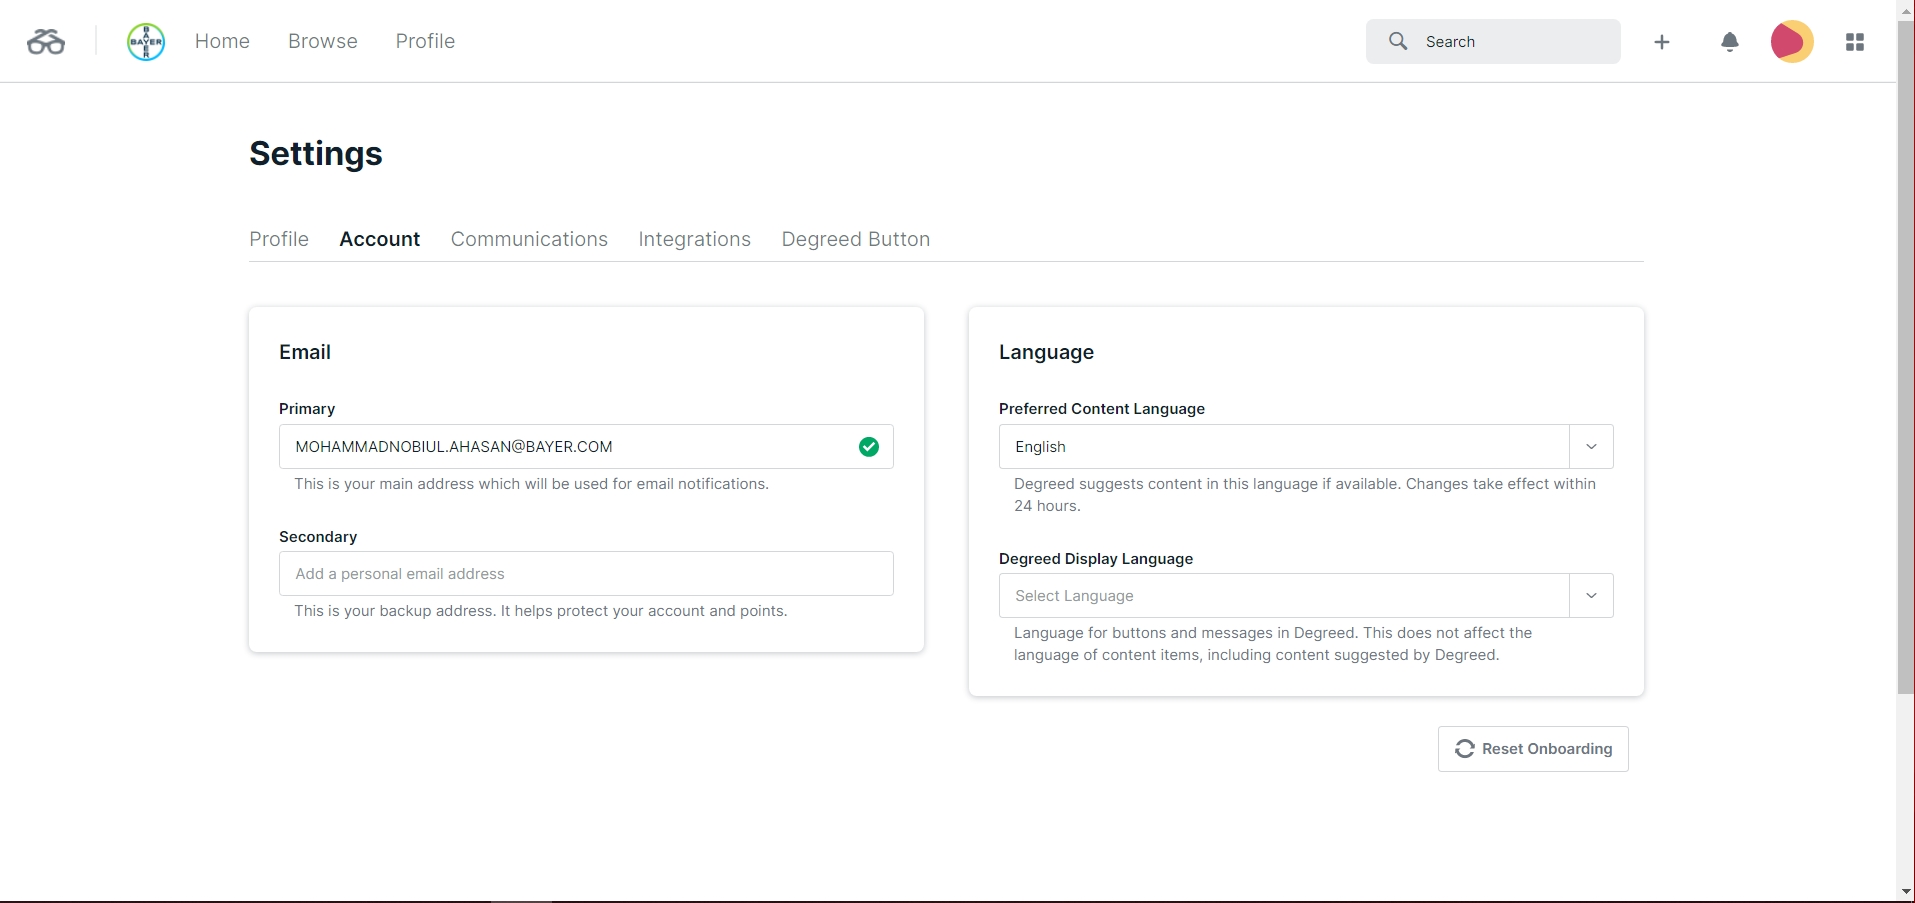 BAYER
Home
Browse
Profile
Search
Settings
Profile
Account
Communications
Integrations
Degreed Button
Email
Primary
MOHAMMADNOBIUL.AHASAN@BAYER.COM
This is your main address which will be used for email notifications.
Secondary
Add a personal email address
This is your backup address. It helps protect your account and points.
Language
Preferred Content Language
English
Degreed suggests content in this language if available. Changes take effect within
24 hours.
Degreed Display Language
Select Language
Language for buttons and messages in Degreed. This does not affect the
language of content items, including content suggested by Degreed.
Reset Onboarding